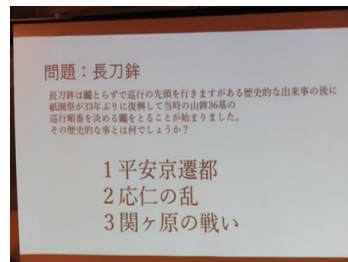 問題：長刀鉾
長刀鉾は鬮とらずで巡行の先頭を行きますがある歴史的な出来事の後に
祇園祭が33年ぶりに復興して当時の山鉾36基の
巡行順番を決める鬮をとることが始まりました。
その歴史的な事とは何でしょうか？
1平安京遷都
2応仁の乱
3関ヶ原の戦い